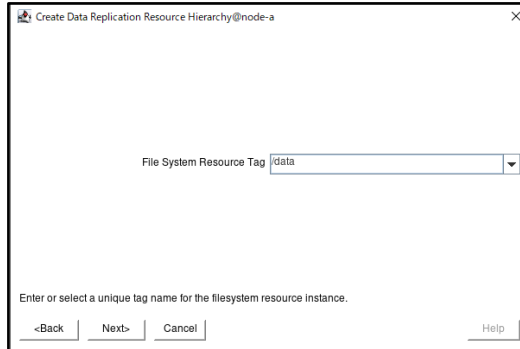 Create Data Replication Resource Hierarchy@node-a
File System Resource Tag /data
Enter or select a unique tag name for the filesystem resource instance.
<Back Next> Cancel Help